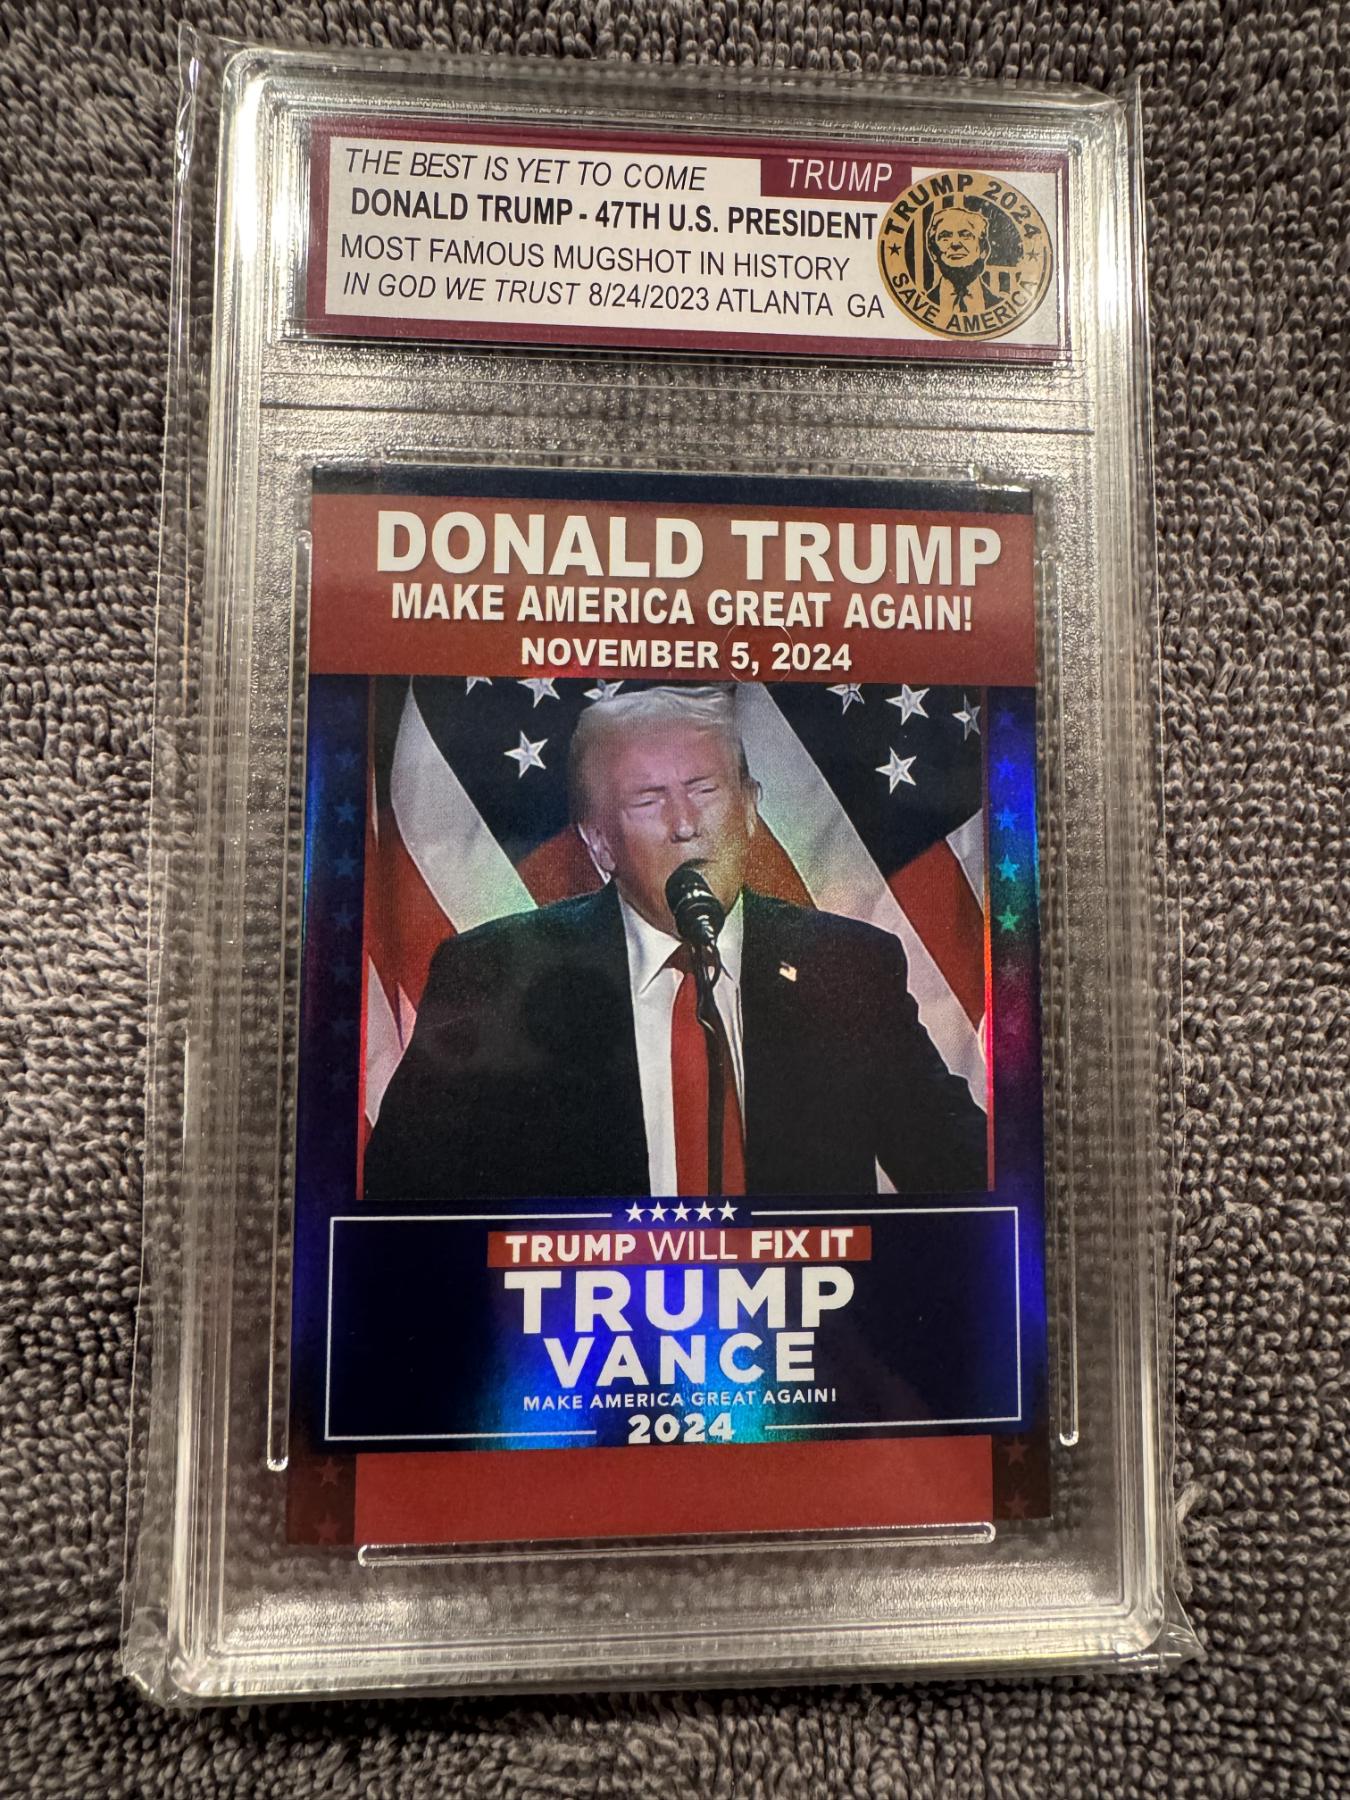 THE BEST IS YET TO COME
TRUMP
DONALD TRUMP - 47TH U.S. PRESIDENT
MOST FAMOUS MUGSHOT IN HISTORY
IN GOD WE TRUST 8/24/2023 ATLANTA GA
TRUMP 2024
SAVE AMERICA
DONALD TRUMP
MAKE AMERICA GREAT AGAIN!
NOVEMBER 5, 2024
TRUMP WILL FIX IT
TRUMP
VANCE
MAKE AMERICA GREAT AGAIN!
2024